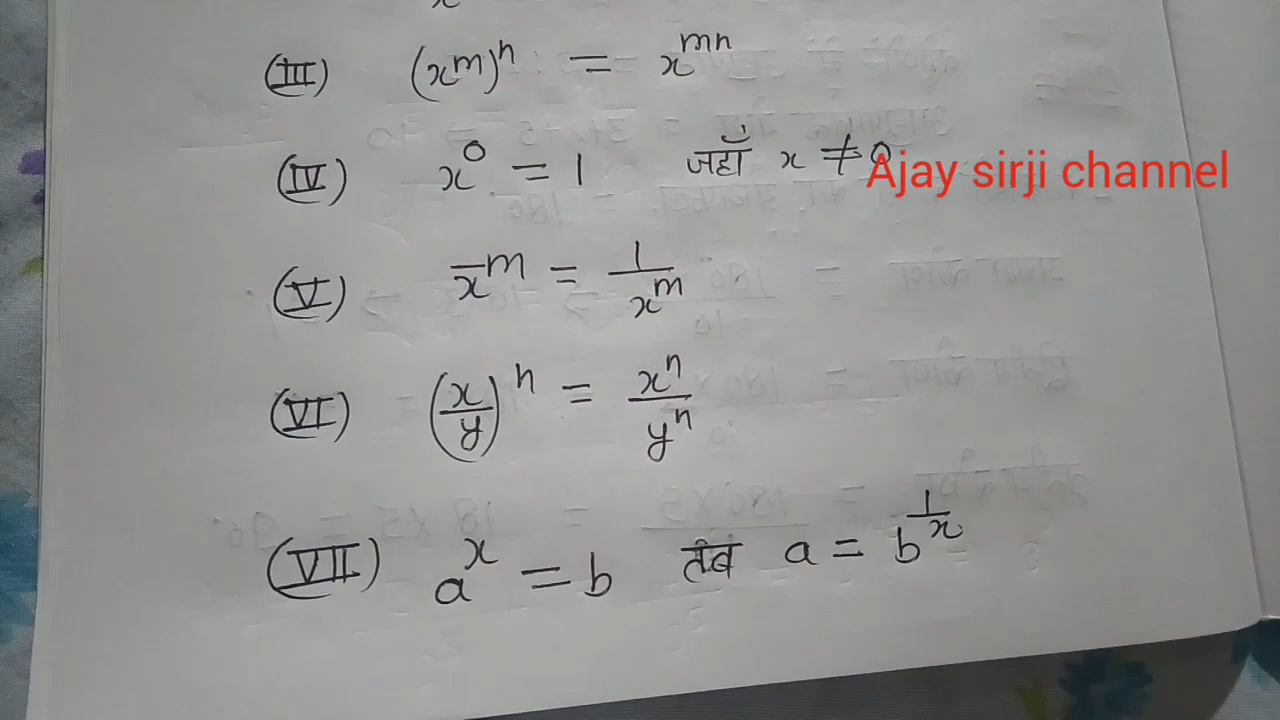 (III) (x^m)^n = x^{mn}
(IV) x^0 = 1 जहाँ x ≠ 0
Ajay sirji channel
(V) x^{-m} = 1/x^m
(VI) (x/y)^n = x^n/y^n
(VII) a^x = b तब a = b^{1/x}